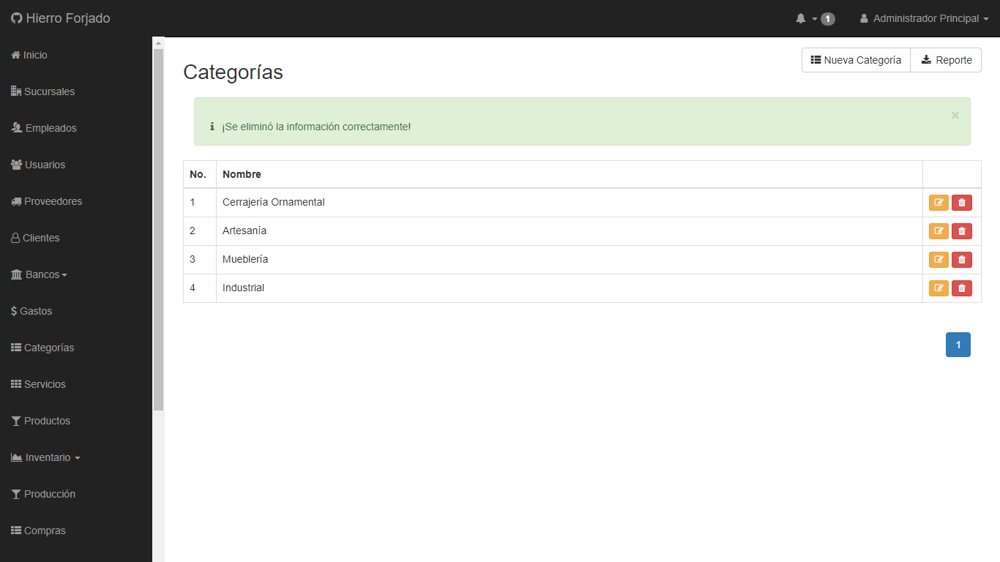 Hierro Forjado
1
Administrador Principal
Inicio
Sucursales
Empleados
Usuarios
Proveedores
Clientes
Bancos
$ Gastos
Categorías
Servicios
Productos
Inventario
Producción
Compras
Categorías
Nueva Categoría
Reporte
¡Se eliminó la información correctamente!
×
No. Nombre
1 Cerrajería Ornamental
2 Artesanía
3 Mueblería
4 Industrial
1